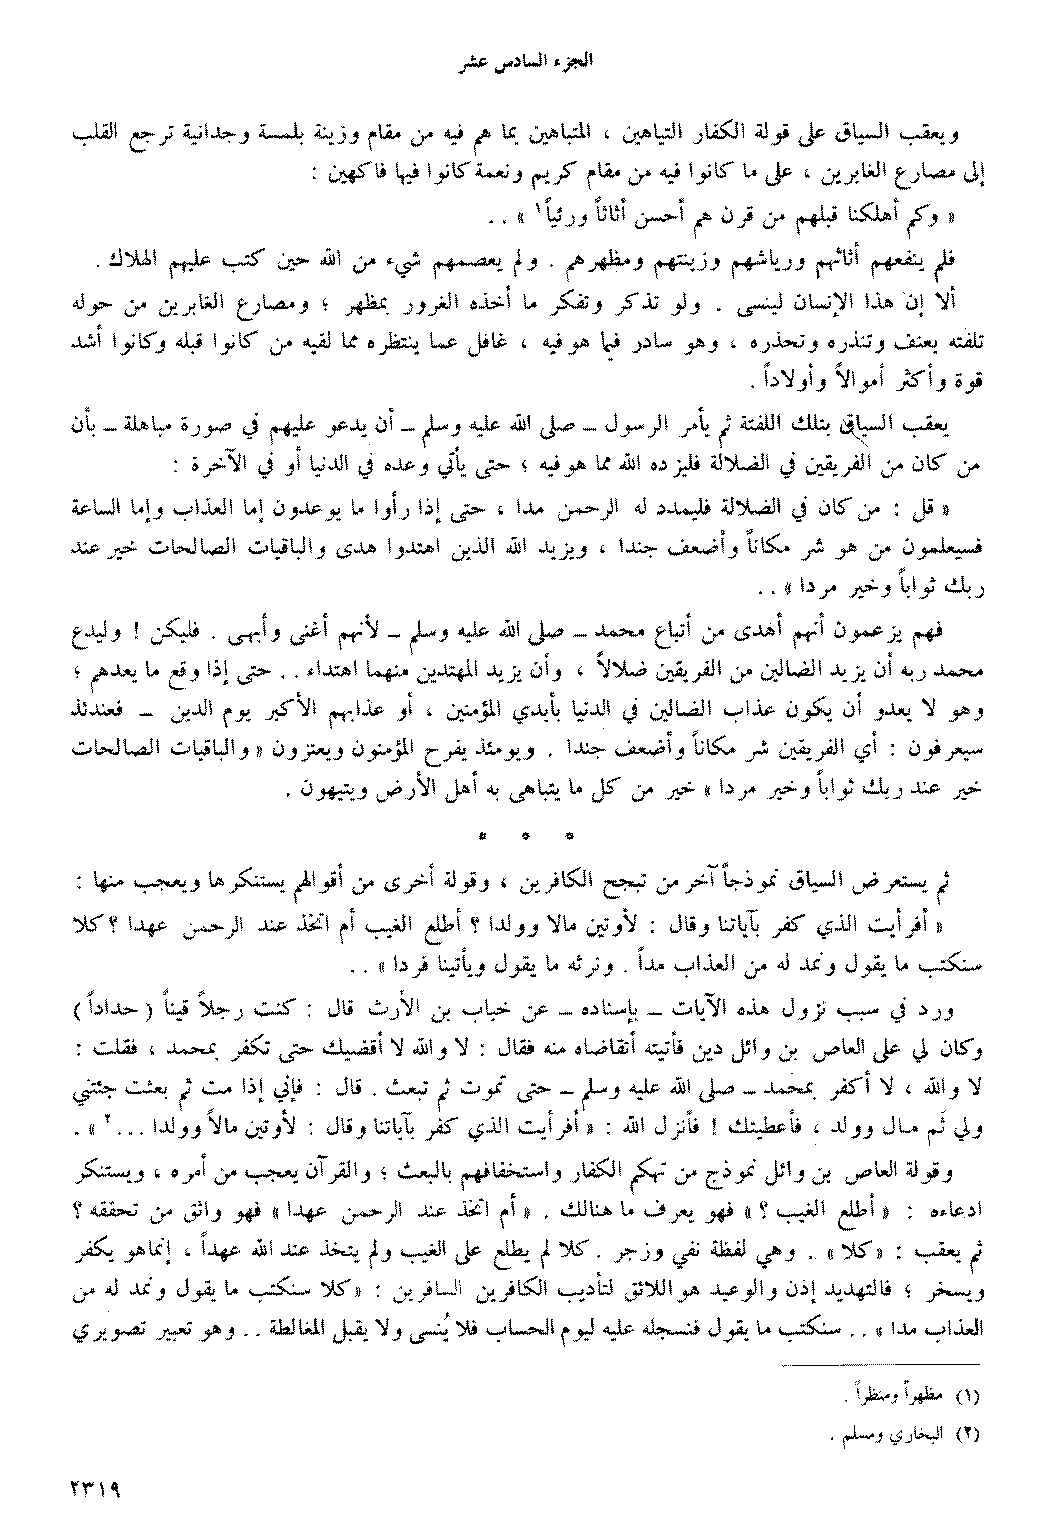 الجزء السادس عشر
ويعقب السياق على قولة الكفار التياهين ، المتباهين بما هم فيه من مقام وزينة بلمسة وجدانية ترجع القلب
إلى مصارع الغابرين ، على ما كانوا فيه من مقام كريم ونعمة كانوا فيها فاكهين :
« وكم أهلكنا قبلهم من قرن هم أحسن أثاثاً ورئياً١ » ..
فلم ينفعهم أثاثهم ورياشهم وزينتهم ومظهرهم . ولم يعصمهم شيء من الله حين كتب عليهم الهلاك .
ألا إن هذا الإنسان لينسى . ولو تذكر وتفكر ما أخذه الغرور بمظهر ؛ ومصارع الغابرين من حوله
تلفته بعنف وتنذره وتحذره ، وهو سادر فيما هو فيه ، غافل عما ينتظره مما لقيه من كانوا قبله وكانوا أشد
قوة وأكثر أموالاً وأولاداً .
يعقب السياق بتلك اللفتة ثم يأمر الرسول – صلى الله عليه وسلم – أن يدعو عليهم في صورة مباهلة – بأن
من كان من الفريقين في الضلالة فليزده الله مما هو فيه ؛ حتى يأتي وعده في الدنيا أو في الآخرة :
« قل : من كان في الضلالة فليمدد له الرحمن مدا ، حتى إذا رأوا ما يوعدون إما العذاب وإما الساعة
فسيعلمون من هو شر مكاناً وأضعف جندا ، ويزيد الله الذين اهتدوا هدى والباقيات الصالحات خير عند
ربك ثواباً وخير مردا » ..
فهم يزعمون أنهم أهدى من أتباع محمد – صلى الله عليه وسلم – لأنهم أغنى وأبهى . فليكن ! وليدع
محمد ربه أن يزيد الضالين من الفريقين ضلالاً ، وأن يزيد المهتدين منهما اهتداء .. حتى إذا وقع ما يعدهم ؛
وهو لا يعدو أن يكون عذاب الضالين في الدنيا بأيدي المؤمنين ، أو عذابهم الأكبر يوم الدين – فعندئذ
سيعرفون : أي الفريقين شر مكاناً وأضعف جندا . ويومئذ يفرح المؤمنون ويعتزون « والباقيات الصالحات
خير عند ربك ثواباً وخير مردا » خير من كل ما يتباهى به أهل الأرض ويتيهون .
* * *
ثم يستعرض السياق نموذجاً آخر من تبجح الكافرين ، وقولة أخرى من أقوالهم يستنكرها ويعجب منها :
« أفرأيت الذي كفر بآياتنا وقال : لأوتين مالا وولدا ؟ أطلع الغيب أم اتخذ عند الرحمن عهدا ؟ كلا
سنكتب ما يقول ونمد له من العذاب مداً . ونرثه ما يقول ويأتينا فردا » ..
ورد في سبب نزول هذه الآيات – بإسناده – عن خباب بن الأرث قال : كنت رجلاً قيناً ( حداداً )
وكان لي على العاص بن وائل دين فأتيته أتقاضاه منه فقال : لا والله لا أقضيك حتى تكفر بمحمد ، فقلت :
لا والله ، لا أكفر بمحمد – صلى الله عليه وسلم – حتى تموت ثم تبعث . قال : فإني إذا مت ثم بعثت جئتني
ولي ثَم مال وولد ، فأعطيتك ! فأنزل الله : « أفرأيت الذي كفر بآياتنا وقال : لأوتين مالاً وولدا ...٢ » .
وقولة العاص بن وائل نموذج من تهكم الكفار واستخفافهم بالبعث ؛ والقرآن يعجب من أمره ، ويستنكر
ادعاءه : « أطلع الغيب ؟ » فهو يعرف ما هنالك . « أم اتخذ عند الرحمن عهدا » فهو واثق من تحققه ؟
ثم يعقب : « كلا » . وهي لفظة نفي وزجر . كلا لم يطلع على الغيب ولم يتخذ عند الله عهداً ، إنما هو يكفر
ويسخر ؛ فالتهديد إذن والوعيد هو اللائق لتأديب الكافرين السافرين : « كلا سنكتب ما يقول ونمد له من
العذاب مدا » .. سنكتب ما يقول فنسجله عليه ليوم الحساب فلا يُنسى ولا يقبل المغالطة .. وهو تعبير تصويري
(١) مظهراً ومنظراً .
(٢) البخاري ومسلم .
٢٣١٩